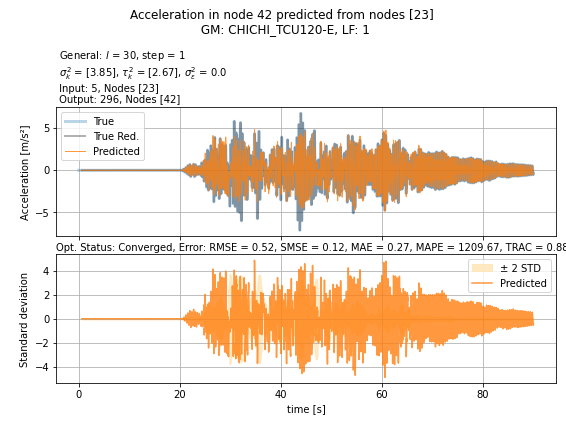 Acceleration in node 42 predicted from nodes [23]
GM: CHICHI_TCU120-E, LF: 1
General: l = 30, step = 1
σ²ₖ = [3.85], τ²ₖ = [2.67], σ²ε = 0.0
Input: 5, Nodes [23]
Output: 296, Nodes [42]
Acceleration [m/s²]
5
0
−5
True
True Red.
Predicted
Opt. Status: Converged, Error: RMSE = 0.52, SMSE = 0.12, MAE = 0.27, MAPE = 1209.67, TRAC = 0.88
Standard deviation
4
2
0
−2
−4
± 2 STD
Predicted
0 20 40 60 80
time [s]